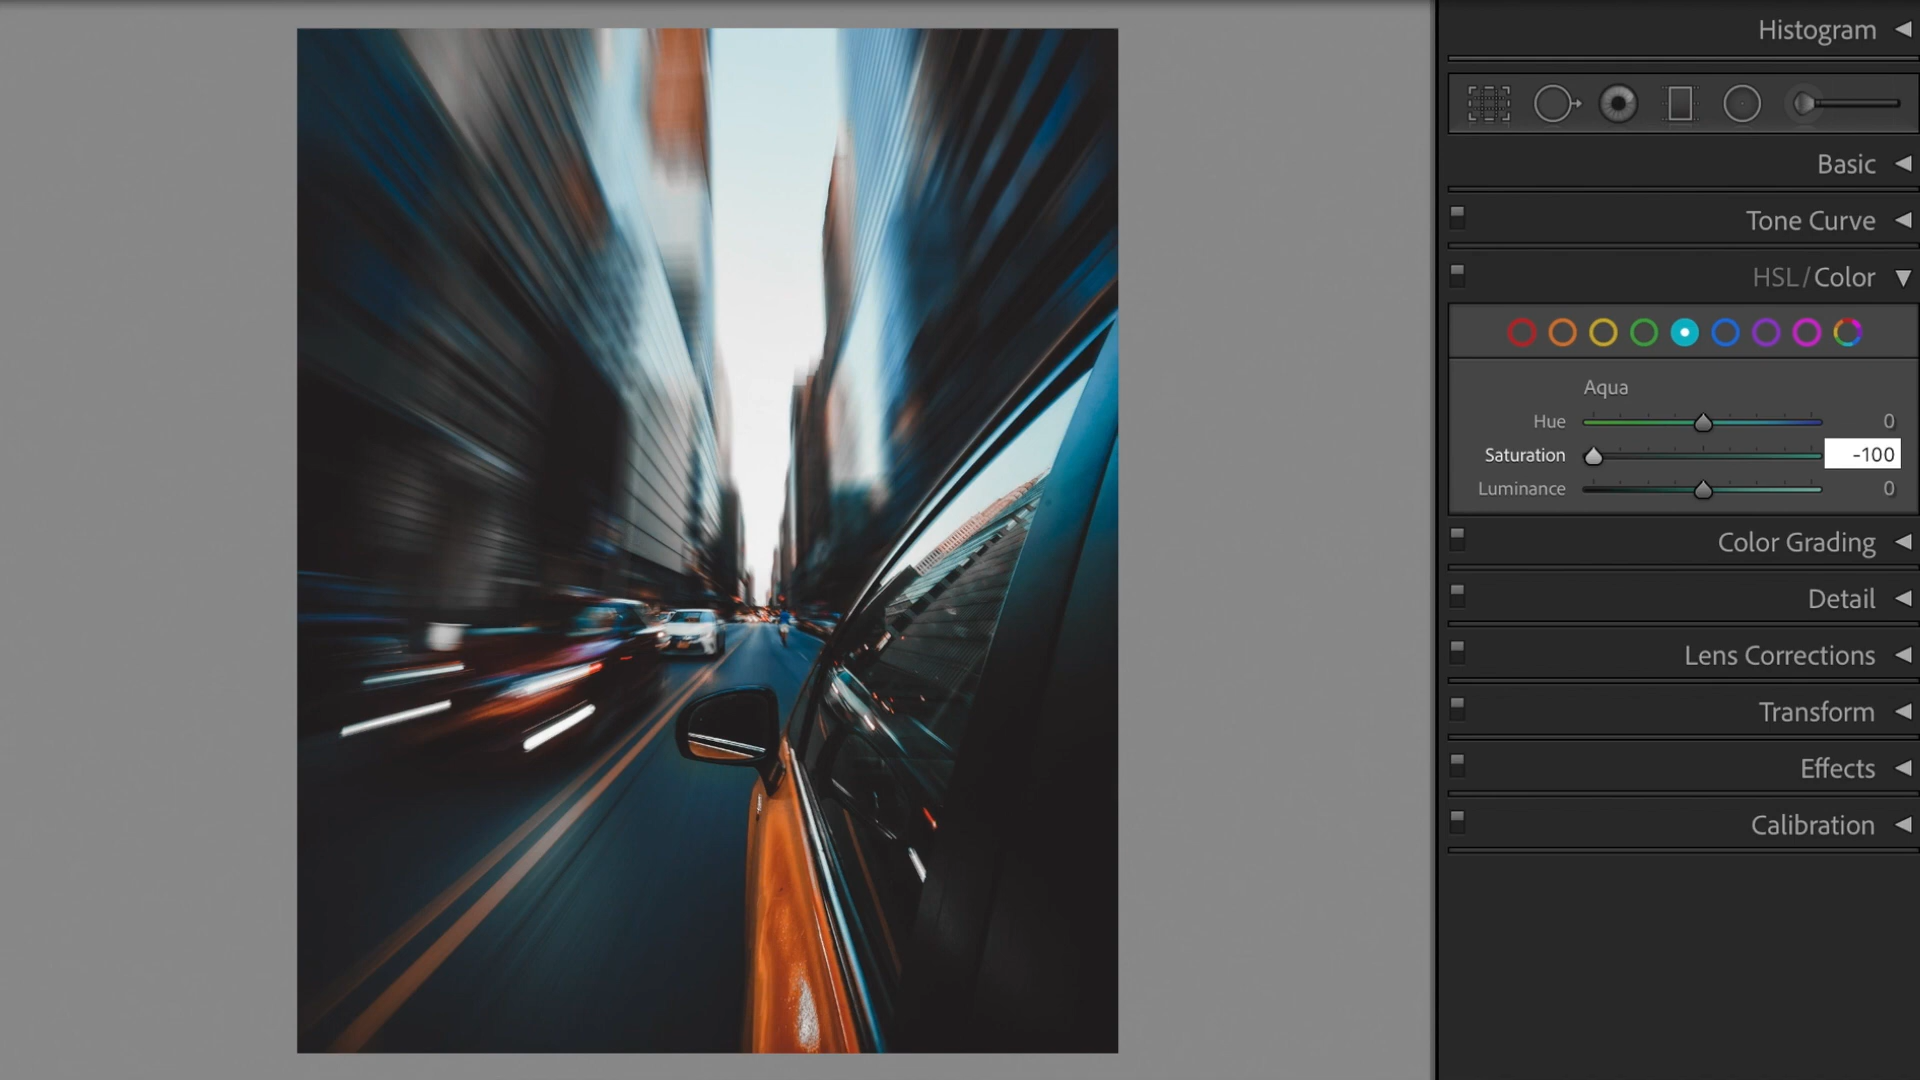 Histogram
Basic
Tone Curve
HSL / Color
Aqua
Hue 0
Saturation -100
Luminance 0
Color Grading
Detail
Lens Corrections
Transform
Effects
Calibration